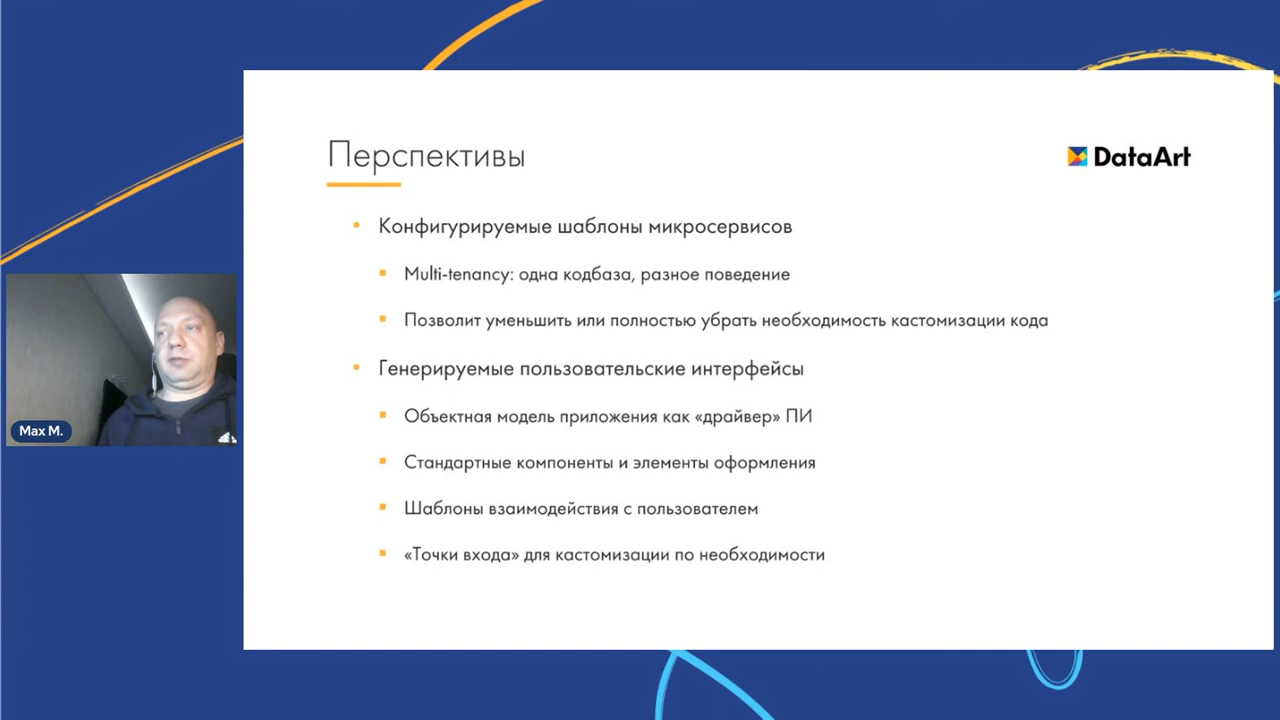 Перспективы
DataArt
Конфигурируемые шаблоны микросервисов
Multi-tenancy: одна кодбаза, разное поведение
Позволит уменьшить или полностью убрать необходимость кастомизации кода
Генерируемые пользовательские интерфейсы
Объектная модель приложения как «драйвер» ПИ
Стандартные компоненты и элементы оформления
Шаблоны взаимодействия с пользователем
«Точки входа» для кастомизации по необходимости
Max M.